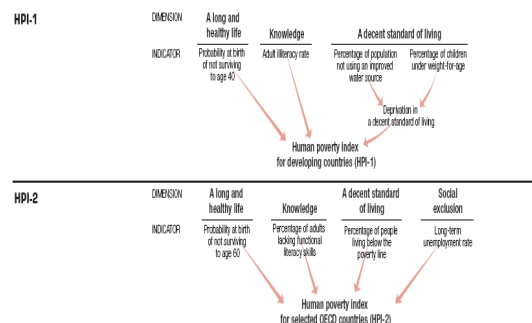 HPI-1
DIMENSION
A long and
healthy life
Knowledge
A decent standard of living
INDICATOR
Probability at birth
of not surviving
to age 40
Adult illiteracy rate
Percentage of population
not using an improved
water source
Percentage of children
under weight-for-age
Deprivation in
a decent standard of living
Human poverty index
for developing countries (HPI-1)
HPI-2
DIMENSION
A long and
healthy life
Knowledge
A decent standard
of living
Social
exclusion
INDICATOR
Probability at birth
of not surviving
to age 60
Percentage of adults
lacking functional
literacy skills
Percentage of people
living below the
poverty line
Long-term
unemployment rate
Human poverty index
for selected OECD countries (HPI-2)